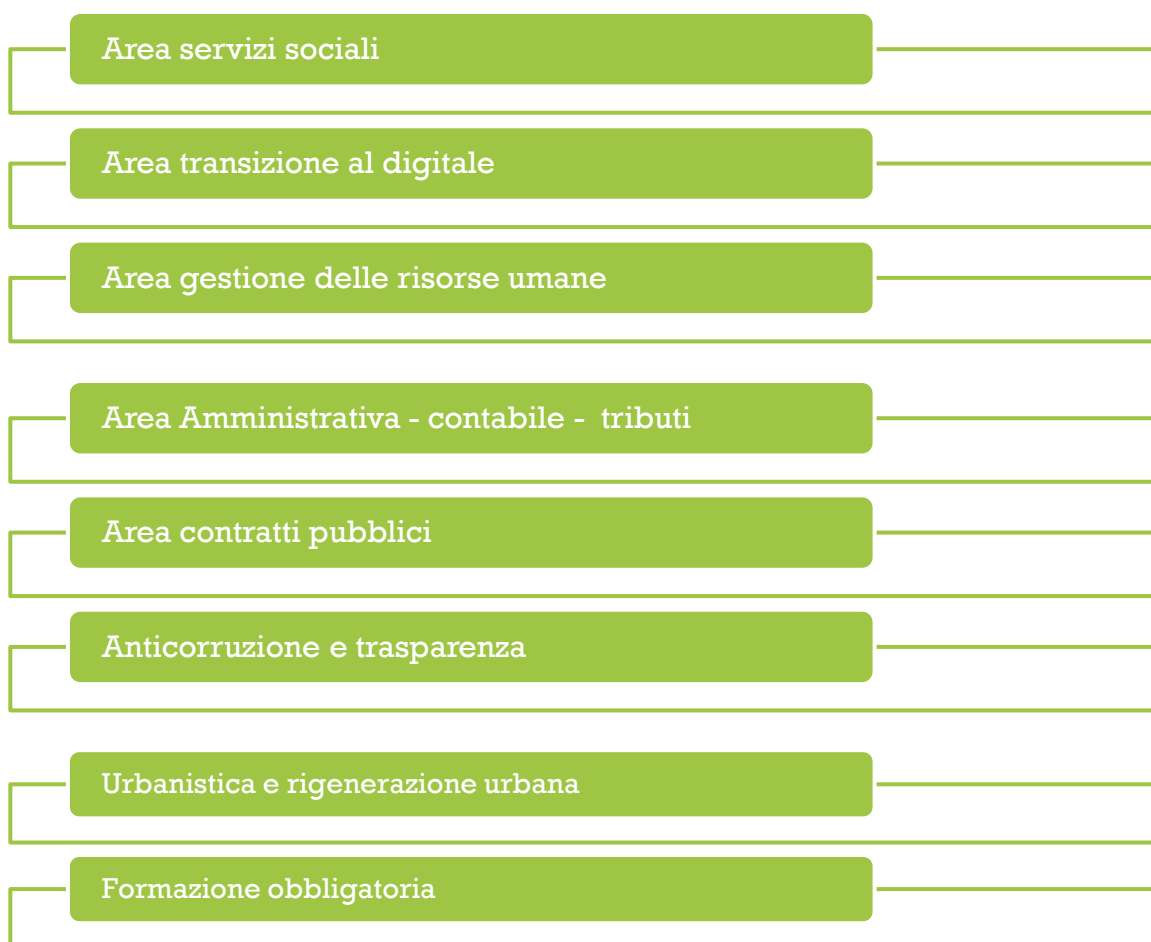 Area servizi sociali
Area transizione al digitale
Area gestione delle risorse umane
Area Amministrativa - contabile -  tributi
Area contratti pubblici
Anticorruzione e trasparenza
Urbanistica e rigenerazione urbana
Formazione obbligatoria